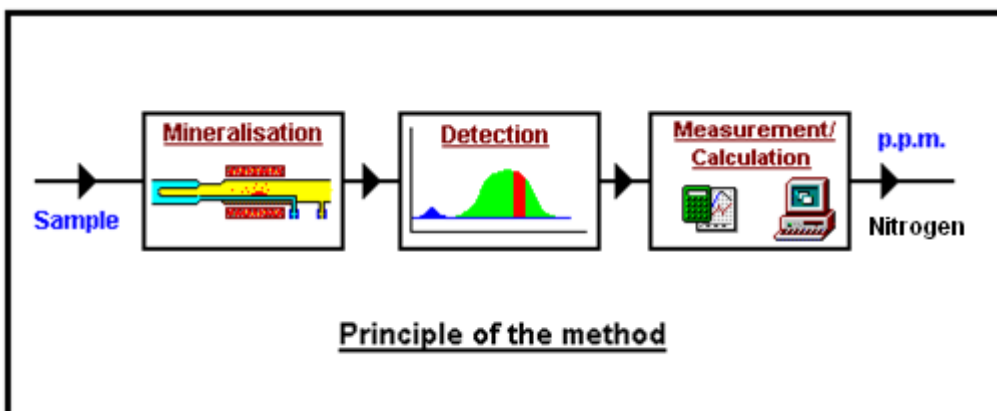 Sample
Mineralisation
Detection
Measurement/
Calculation
p.p.m.
Nitrogen
Principle of the method